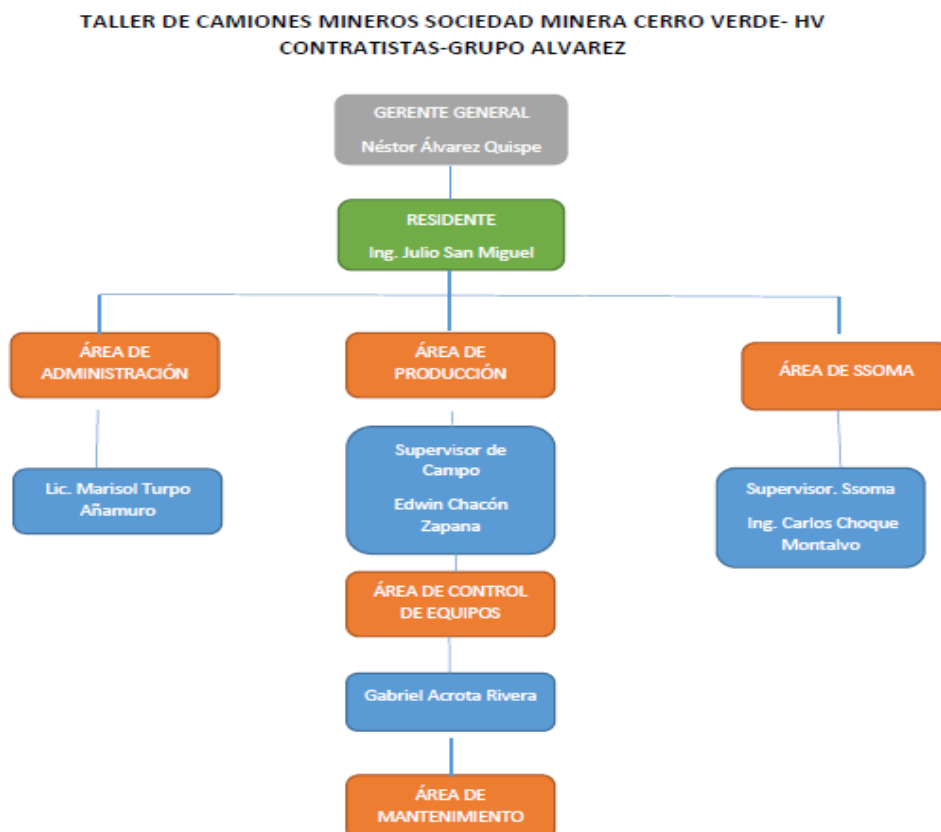 TALLER DE CAMIONES MINEROS SOCIEDAD MINERA CERRO VERDE- HV
CONTRATISTAS-GRUPO ALVAREZ
GERENTE GENERAL
Néstor Álvarez Quispe
RESIDENTE
Ing. Julio San Miguel
ÁREA DE
ADMINISTRACIÓN
Lic. Marisol Turpo
Añamuro
ÁREA DE
PRODUCCIÓN
Supervisor de
Campo
Edwin Chacón
Zapana
ÁREA DE CONTROL
DE EQUIPOS
Gabriel Acrota Rivera
ÁREA DE
MANTENIMIENTO
ÁREA DE SSOMA
Supervisor. Ssoma
Ing. Carlos Choque
Montalvo